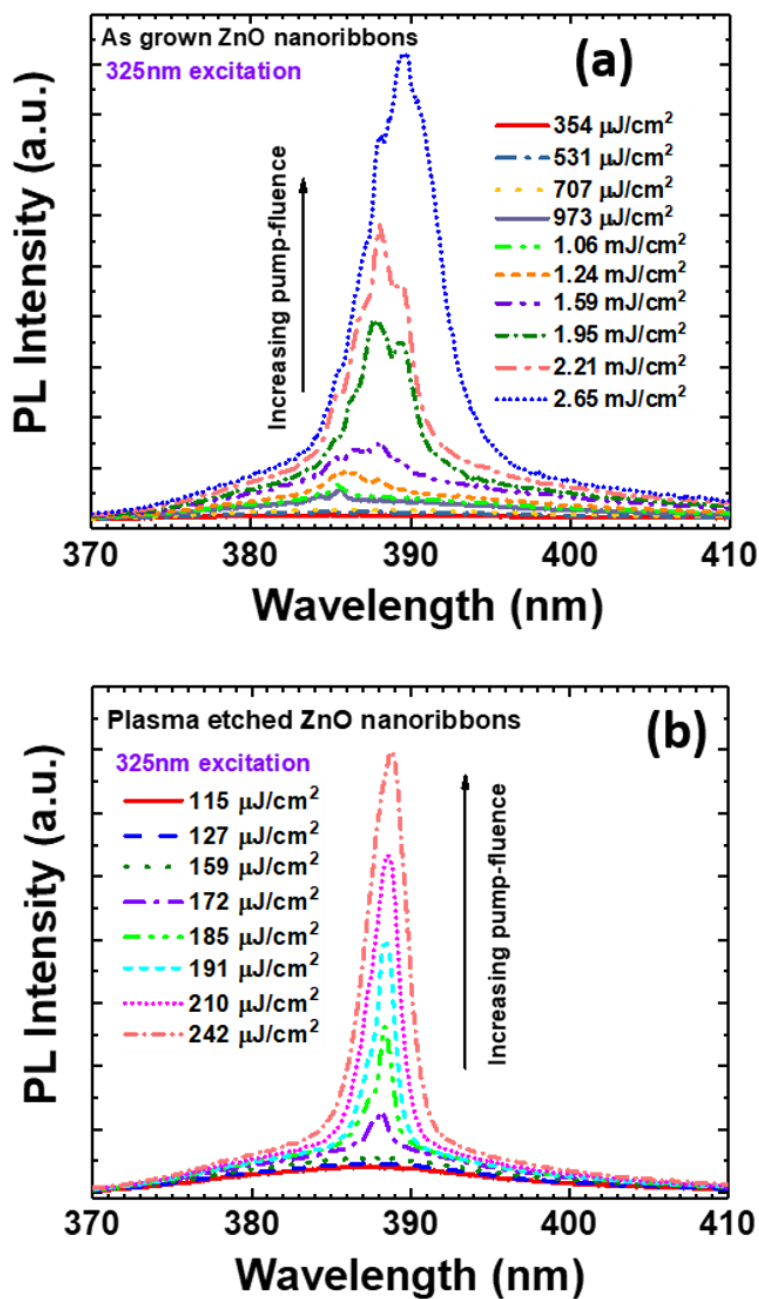 As grown ZnO nanoribbons
325nm excitation
(a)
PL Intensity (a.u.)
Increasing pump-fluence
354 μJ/cm²
531 μJ/cm²
707 μJ/cm²
973 μJ/cm²
1.06 mJ/cm²
1.24 mJ/cm²
1.59 mJ/cm²
1.95 mJ/cm²
2.21 mJ/cm²
2.65 mJ/cm²
370 380 390 400 410
Wavelength (nm)
Plasma etched ZnO nanoribbons
(b)
325nm excitation
PL Intensity (a.u.)
115 μJ/cm²
127 μJ/cm²
159 μJ/cm²
172 μJ/cm²
185 μJ/cm²
191 μJ/cm²
210 μJ/cm²
242 μJ/cm²
Increasing pump-fluence
370 380 390 400 410
Wavelength (nm)